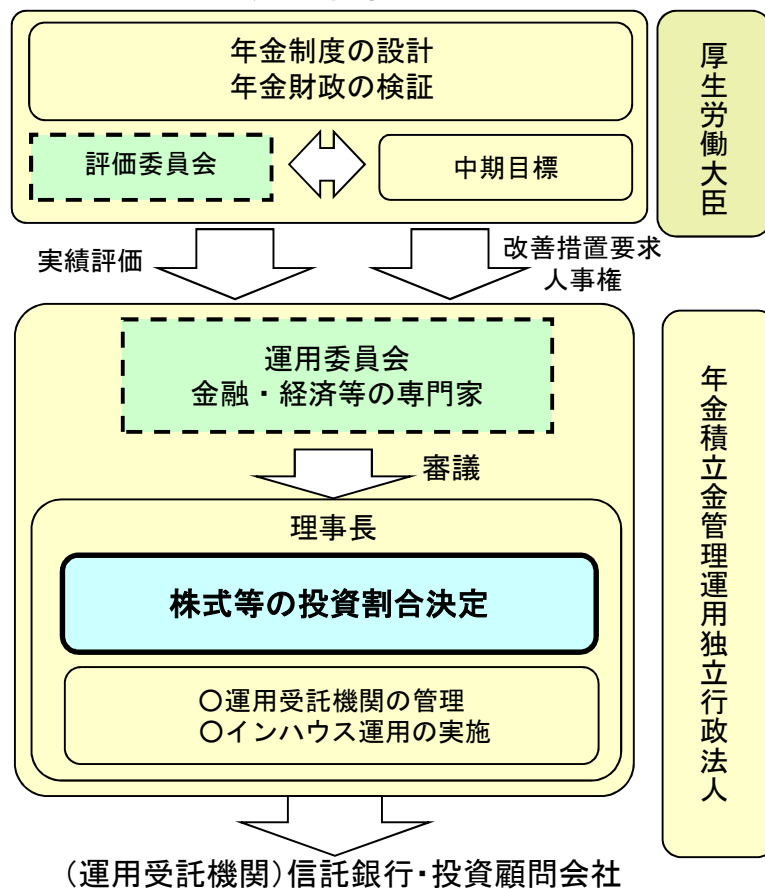 年金制度の設計
年金財政の検証
厚生労働大臣
評価委員会
中期目標
実績評価
改善措置要求
人事権
運用委員会
金融・経済等の専門家
審議
理事長
株式等の投資割合決定
○運用受託機関の管理
○インハウス運用の実施
年金積立金管理運用独立行政法人
(運用受託機関)信託銀行・投資顧問会社